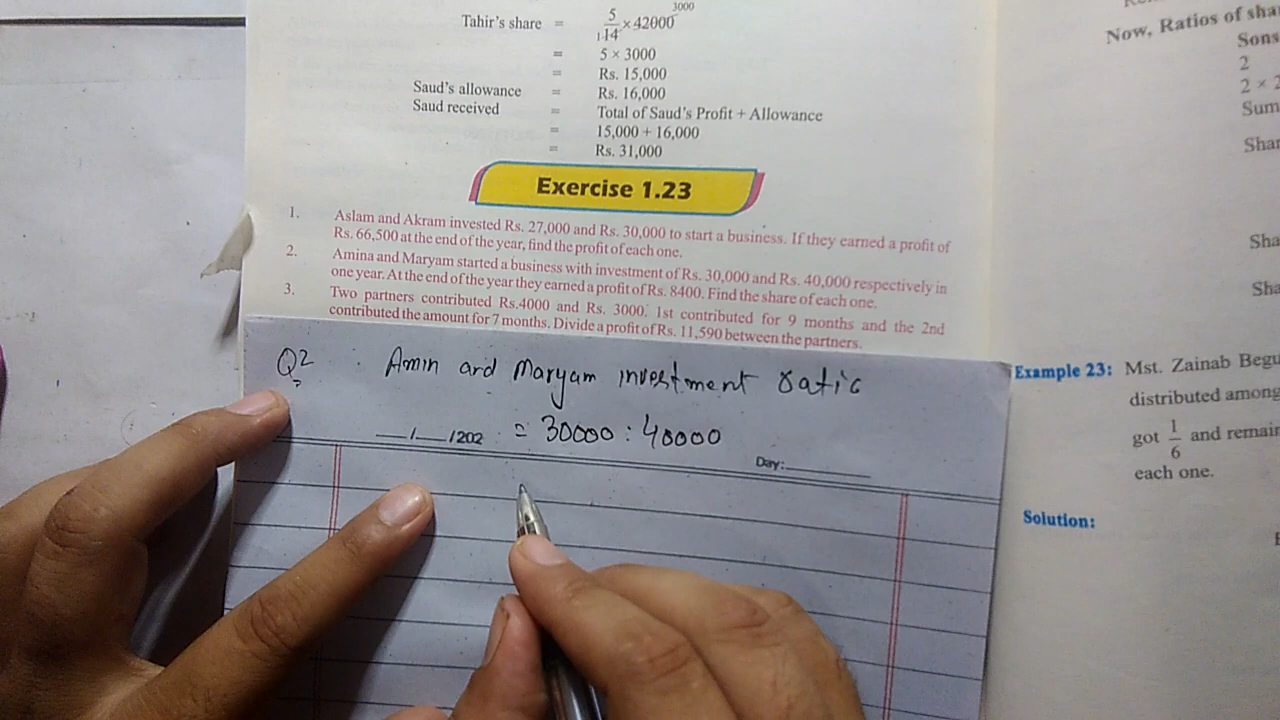 Tahir's share = 5/14 × 42000 3000
= 5 × 3000
= Rs. 15,000
Saud's allowance = Rs. 16,000
Saud received = Total of Saud's Profit + Allowance
= 15,000 + 16,000
= Rs. 31,000
Exercise 1.23
1. Aslam and Akram invested Rs. 27,000 and Rs. 30,000 to start a business. If they earned a profit of
Rs. 66,500 at the end of the year, find the profit of each one.
2. Amina and Maryam started a business with investment of Rs. 30,000 and Rs. 40,000 respectively in
one year. At the end of the year they earned a profit of Rs. 8400. Find the share of each one.
3. Two partners contributed Rs.4000 and Rs. 3000. 1st contributed for 9 months and the 2nd
contributed the amount for 7 months. Divide a profit of Rs. 11,590 between the partners.
Q2 Amin and Maryam investment ratio
= 30000 : 40000
__/__/202
Day:
Now, Ratios of shar
Sons
2
2 ×
Sum
Shar
Sha
Sha
Example 23: Mst. Zainab Begu
distributed among
got 1/6 and remain
each one.
Solution: